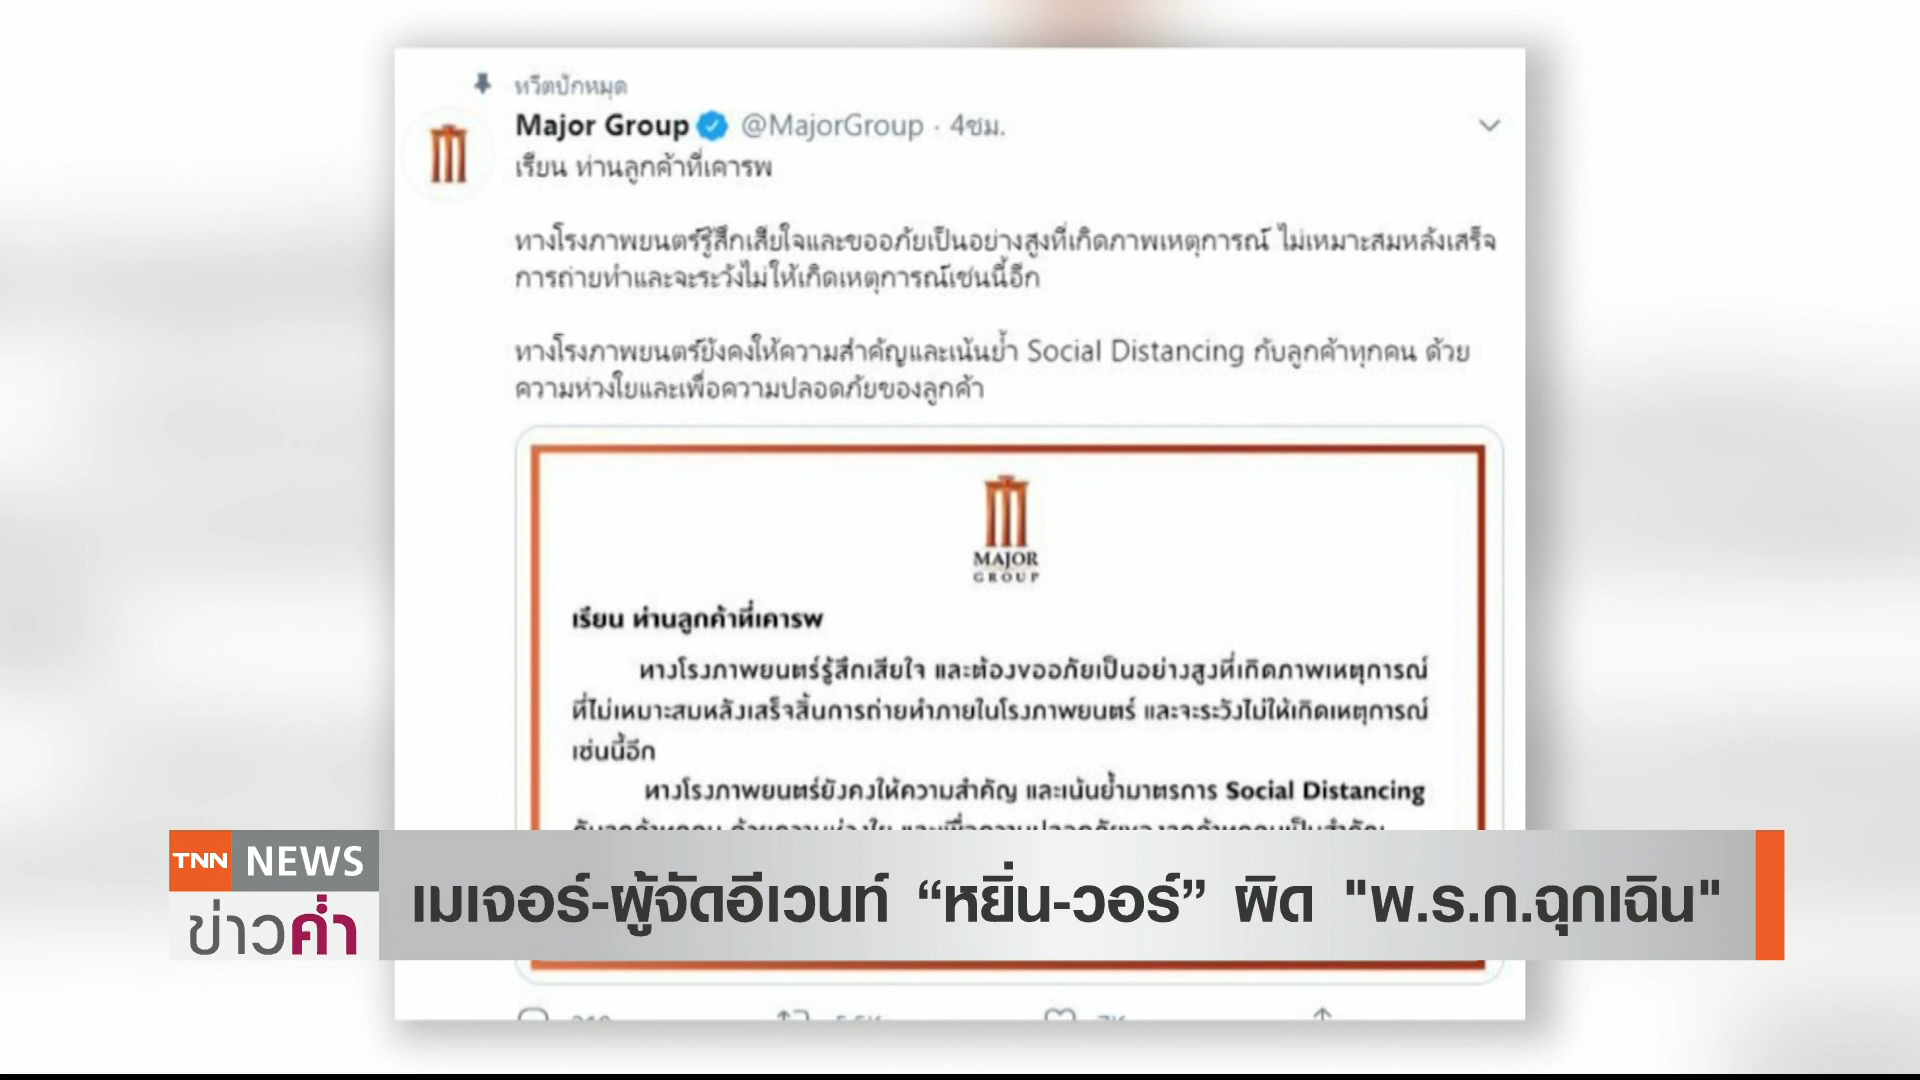 ทวีตปักหมุด
Major Group @MajorGroup · 4ชม.
เรียน ท่านลูกค้าที่เคารพ
ทางโรงภาพยนตร์รู้สึกเสียใจและขออภัยเป็นอย่างสูงที่เกิดภาพเหตุการณ์ ไม่เหมาะสมหลังเสร็จ
การถ่ายทำและจะระวังไม่ให้เกิดเหตุการณ์เช่นนี้อีก
ทางโรงภาพยนตร์ยังคงให้ความสำคัญและเน้นย้ำ Social Distancing กับลูกค้าทุกคน ด้วย
ความห่วงใยและเพื่อความปลอดภัยของลูกค้า
MAJOR
GROUP
เรียน ท่านลูกค้าที่เคารพ
ทางโรงภาพยนตร์รู้สึกเสียใจ และต้องขออภัยเป็นอย่างสูงที่เกิดภาพเหตุการณ์
ที่ไม่เหมาะสมหลังเสร็จสิ้นการถ่ายทำภายในโรงภาพยนตร์ และจะระวังไม่ให้เกิดเหตุการณ์
เช่นนี้อีก
ทางโรงภาพยนตร์ยังคงให้ความสำคัญ และเน้นย้ำมาตรการ Social Distancing
TNN NEWS
ข่าวค่ำ
เมเจอร์-ผู้จัดอีเวนท์ “หยิ่น-วอร์” ผิด "พ.ร.ก.ฉุกเฉิน"